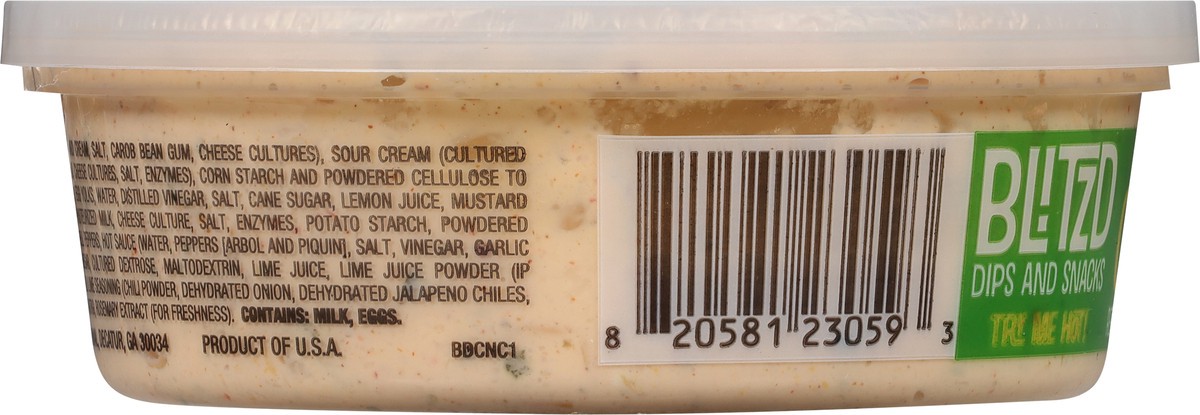 CREAM, SALT, CAROB BEAN GUM, CHEESE CULTURES), SOUR CREAM (CULTURED
CHEESE CULTURES, SALT, ENZYMES), CORN STARCH AND POWDERED CELLULOSE TO
YOLKS, WATER, DISTILLED VINEGAR, SALT, CANE SUGAR, LEMON JUICE, MUSTARD
MILK, CHEESE CULTURE, SALT, ENZYMES, POTATO STARCH, POWDERED
PEPPERS, HOT SAUCE [WATER, PEPPERS [ARBOL AND PIQUIN], SALT, VINEGAR, GARLIC
CULTURED DEXTROSE, MALTODEXTRIN, LIME JUICE, LIME JUICE POWDER (IP
SEASONING (CHILI POWDER, DEHYDRATED ONION, DEHYDRATED JALAPENO CHILES,
ROSEMARY EXTRACT (FOR FRESHNESS). CONTAINS: MILK, EGGS.
DECATUR, GA 30034 PRODUCT OF U.S.A. BDCNC1
8 20581 23059 3
BLITZD
DIPS AND SNACKS
TRY ME HOT!